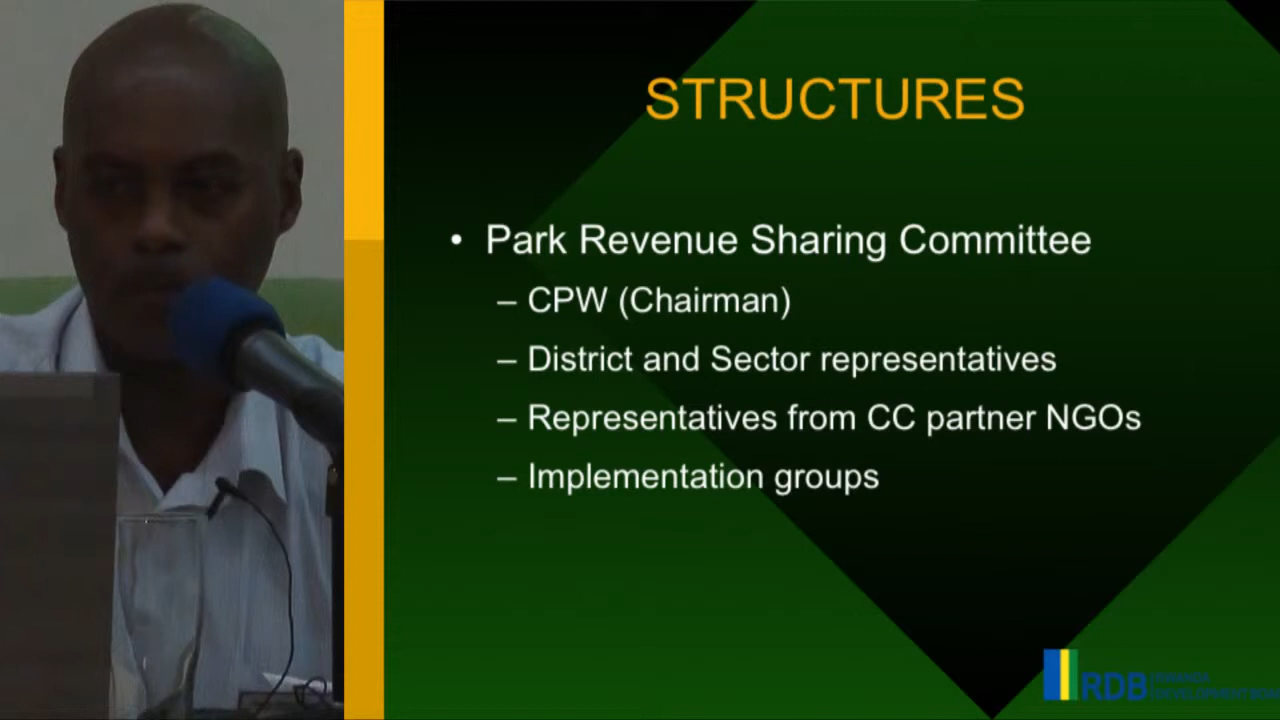 STRUCTURES
• Park Revenue Sharing Committee
– CPW (Chairman)
– District and Sector representatives
– Representatives from CC partner NGOs
– Implementation groups
RDB